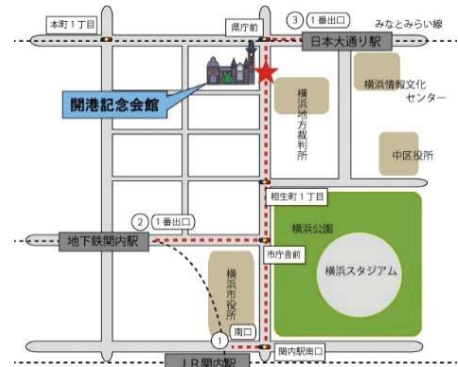 本町1丁目
県庁前
③ 1番出口
みなとみらい線
日本大通り駅
開港記念会館
横浜地方裁判所
横浜情報文化
センター
中区役所
相生町1丁目
② 1番出口
地下鉄関内駅
市庁舎前
横浜公園
横浜スタジアム
横浜市役所
① 南口
関内駅南口
JR関内駅